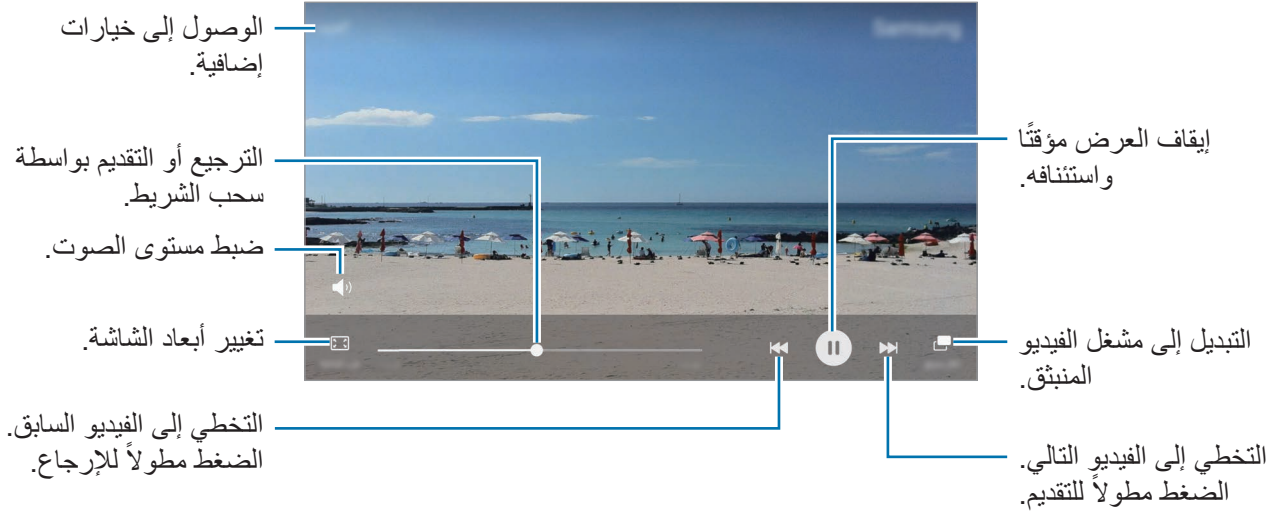 الوصول إلى خيارات
إضافية.
الترجيع أو التقديم بواسطة
سحب الشريط.
ضبط مستوى الصوت.
تغيير أبعاد الشاشة.
التخطي إلى الفيديو السابق.
الضغط مطولاً للإرجاع.
إيقاف العرض مؤقتًا
واستئنافه.
التبديل إلى مشغل الفيديو
المنبثق.
التخطي إلى الفيديو التالي.
الضغط مطولاً للتقديم.
Samsung